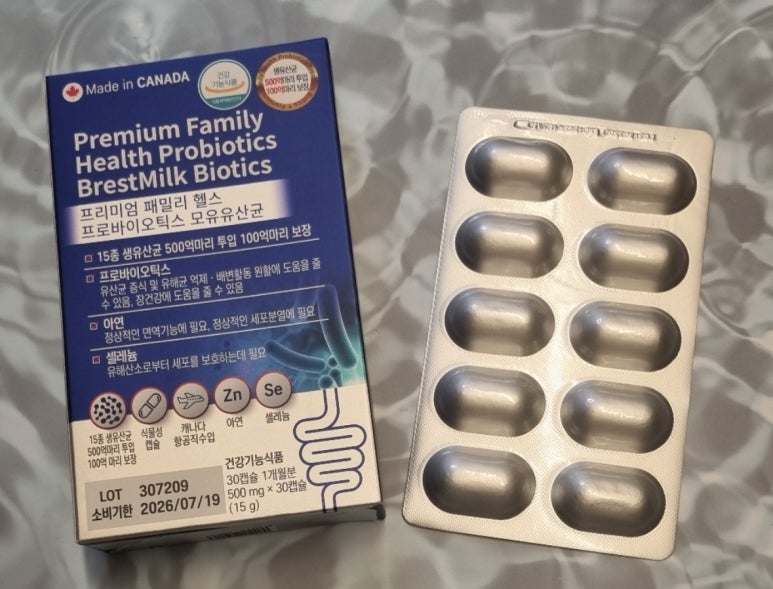 Made in CANADA
건강
기능식품
생유산균
500억마리 투입
100억마리 보장
Premium Family
Health Probiotics
BrestMilk Biotics
프리미엄 패밀리 헬스
프로바이오틱스 모유유산균
15종 생유산균 500억마리 투입 100억마리 보장
프로바이오틱스
유산균 증식 및 유해균 억제·배변활동 원활에 도움을 줄
수 있음, 장건강에 도움을 줄 수 있음
아연
정상적인 면역기능에 필요, 정상적인 세포분열에 필요
셀레늄
유해산소로부터 세포를 보호하는데 필요
Zn
Se
15종 생유산균
500억마리 투입
100억 마리 보장
식물성
캡슐
캐나다
항공직수입
아연
셀레늄
건강기능식품
30캡슐 1개월분
500 mg × 30캡슐
(15 g)
LOT 307209
소비기한 2026/07/19